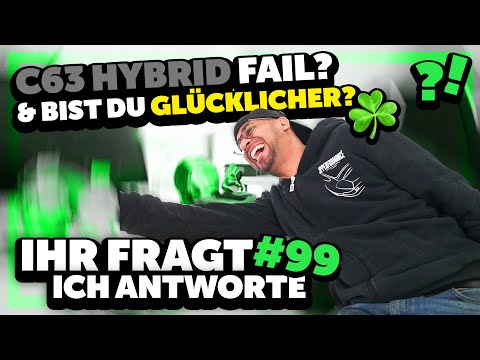 C63 HYBRID FAIL?
& BIST DU GLÜCKLICHER?
?!
IHR FRAGT #99
ICH ANTWORTE